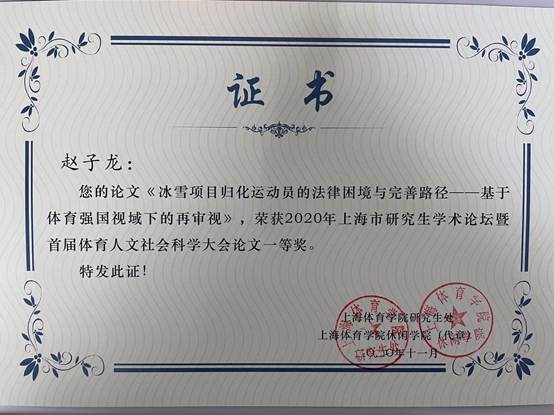 证书
赵子龙：
您的论文《冰雪项目归化运动员的法律困境与完善路径——基于
体育强国视域下的再审视》，荣获2020年上海市研究生学术论坛暨
首届体育人文社会科学大会论文一等奖。
特发此证！
上海体育学院研究生处
上海体育学院休闲学院（代章）
二〇二〇年十一月